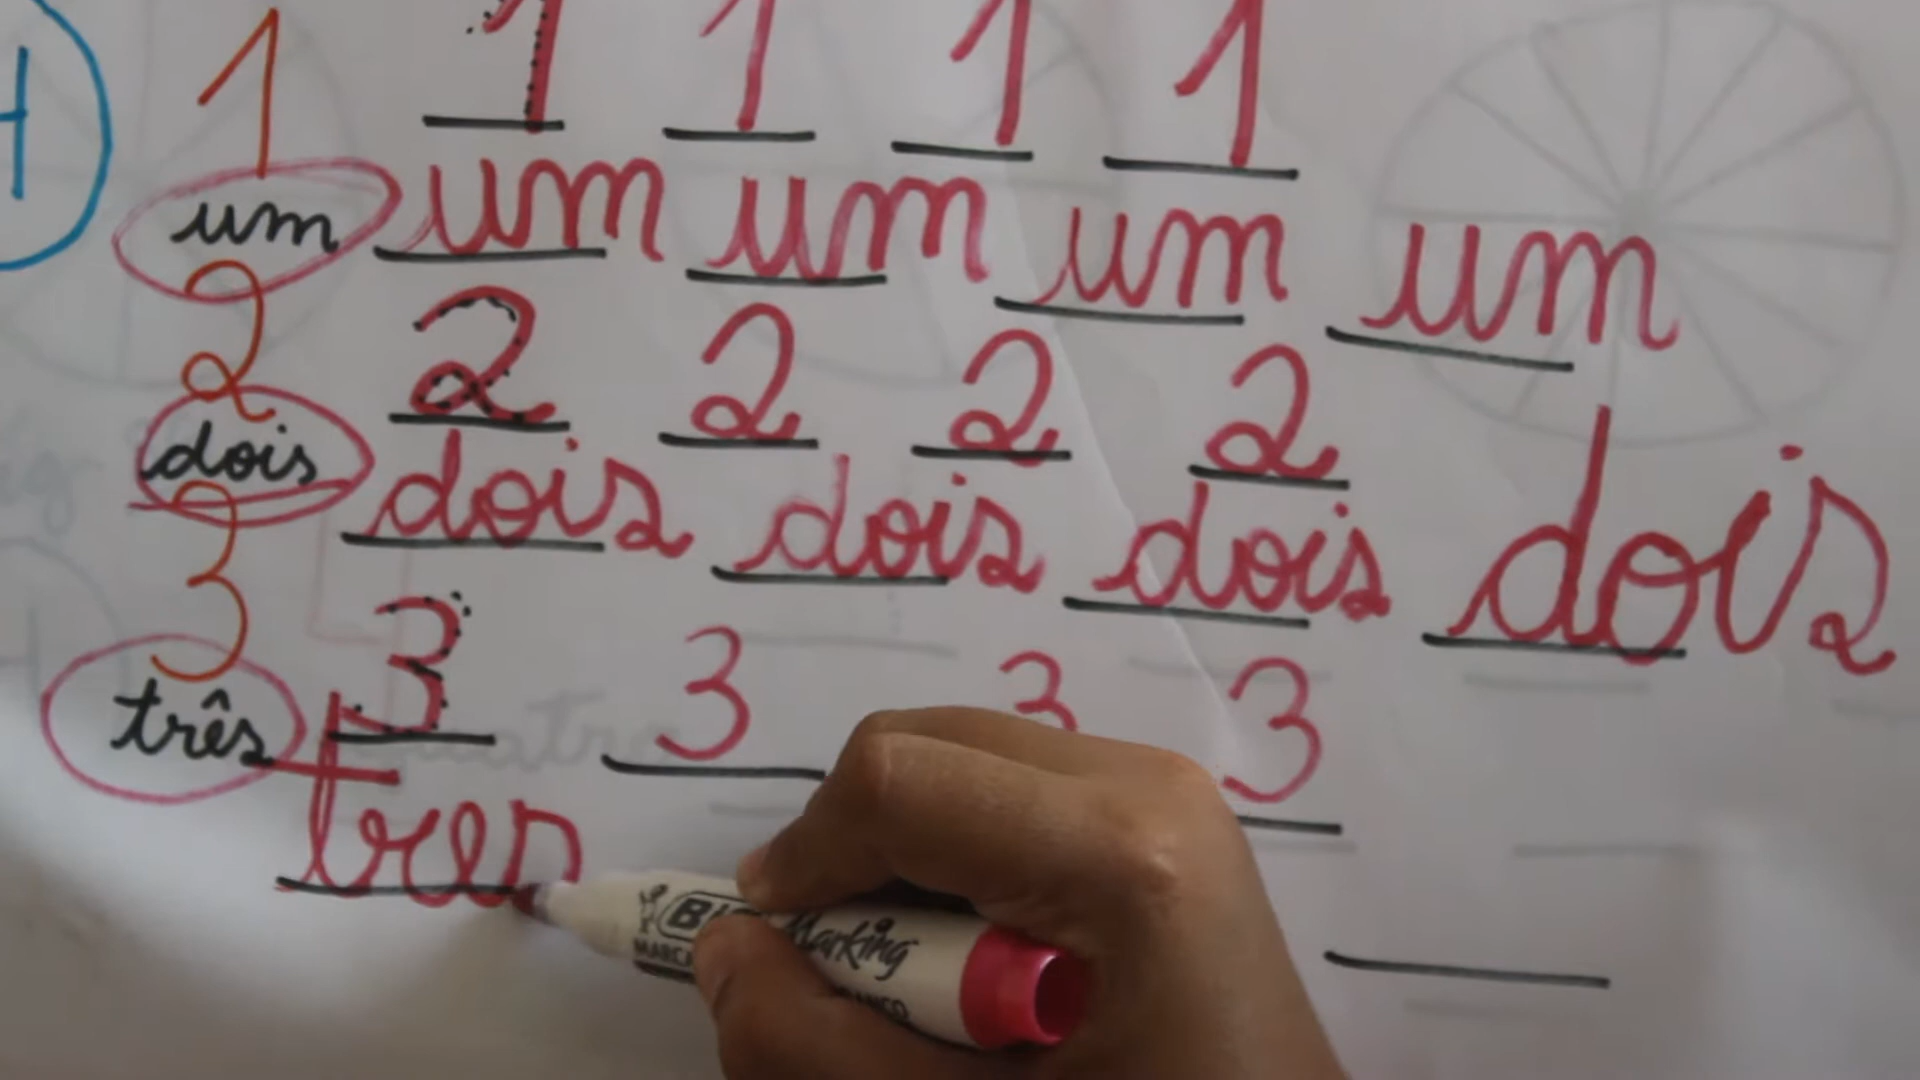 1 1 1 1 1
um um um um um
2 2 2 2 2
dois dois dois dois dois
3 3 3 3 3
três tres
Marking